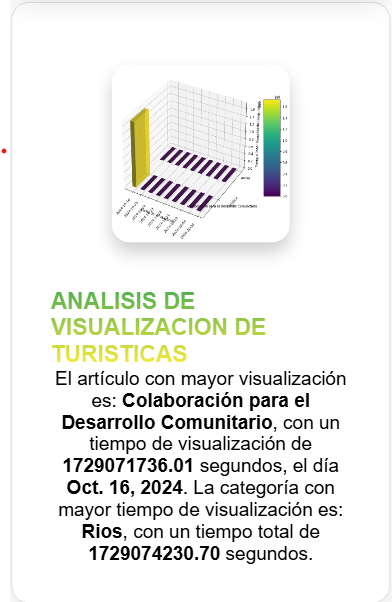 ANALISIS DE
VISUALIZACION DE
TURISTICAS
El artículo con mayor visualización
es: Colaboración para el
Desarrollo Comunitario, con un
tiempo de visualización de
1729071736.01 segundos, el día
Oct. 16, 2024. La categoría con
mayor tiempo de visualización es:
Rios, con un tiempo total de
1729074230.70 segundos.